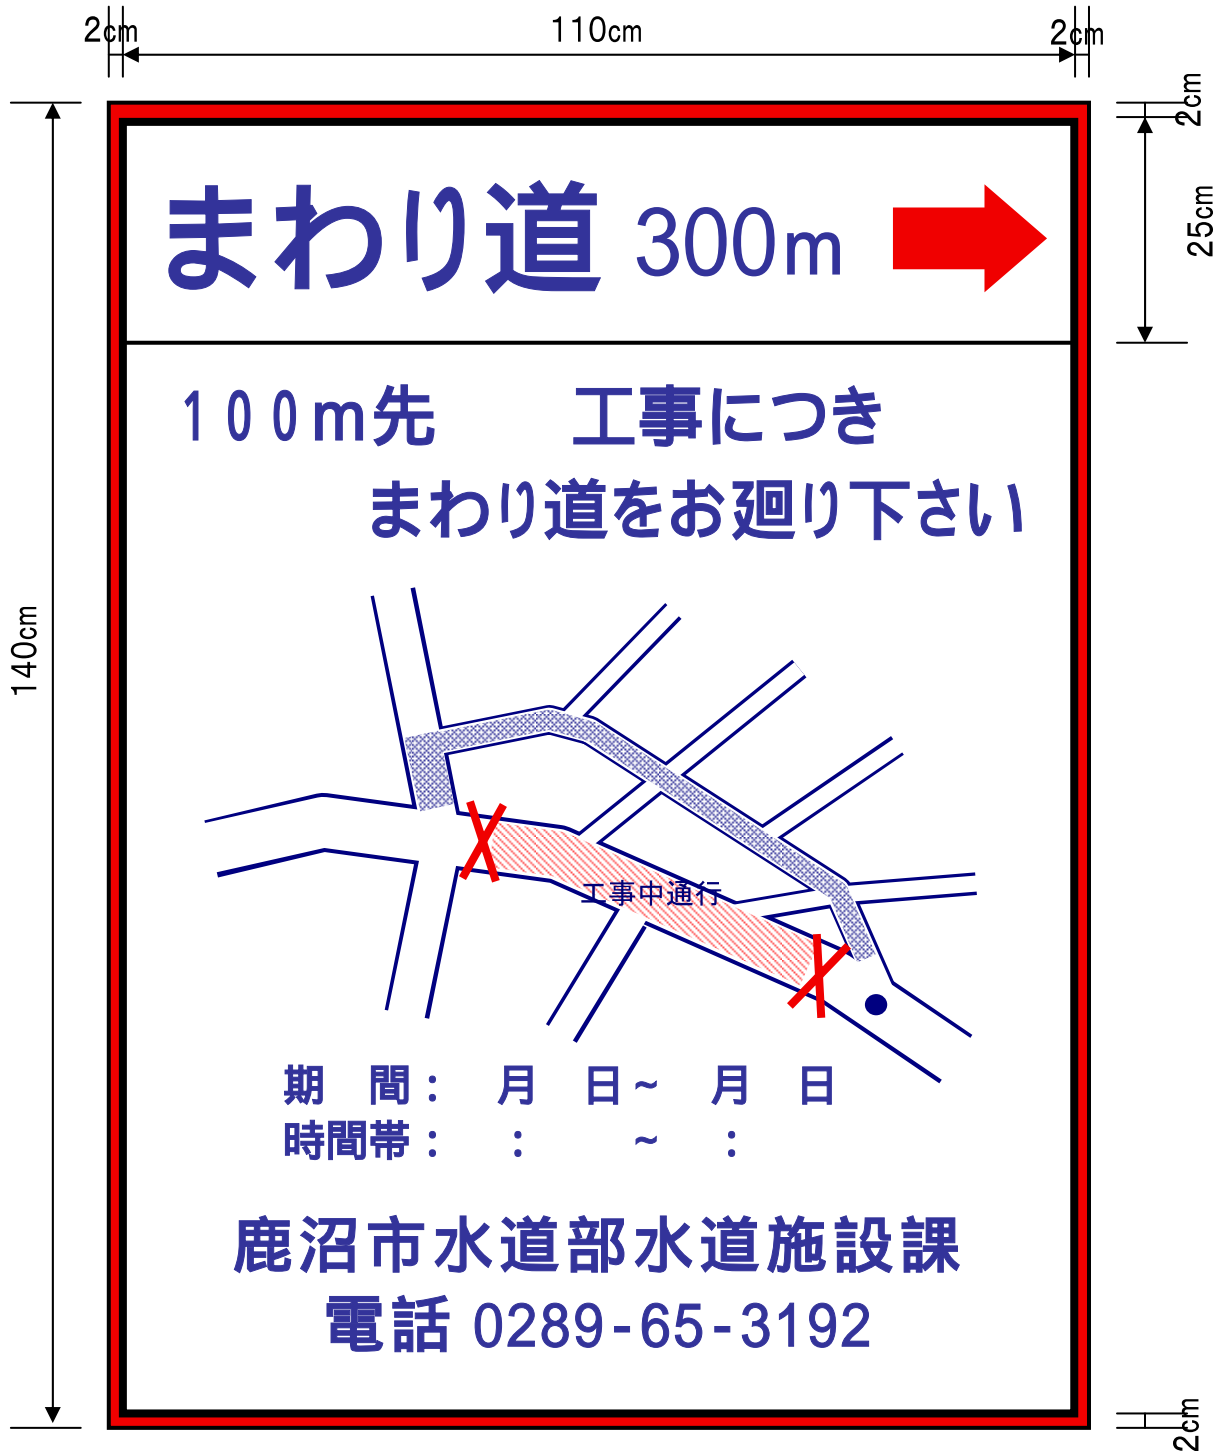 2cm 110cm 2cm
2cm
まわり道 300m
25cm
100m先 工事につき
まわり道をお廻り下さい
140cm
工事中通行
期 間： 月 日～ 月 日
時間帯： ： ～ ：
鹿沼市水道部水道施設課
電話 0289-65-3192
2cm